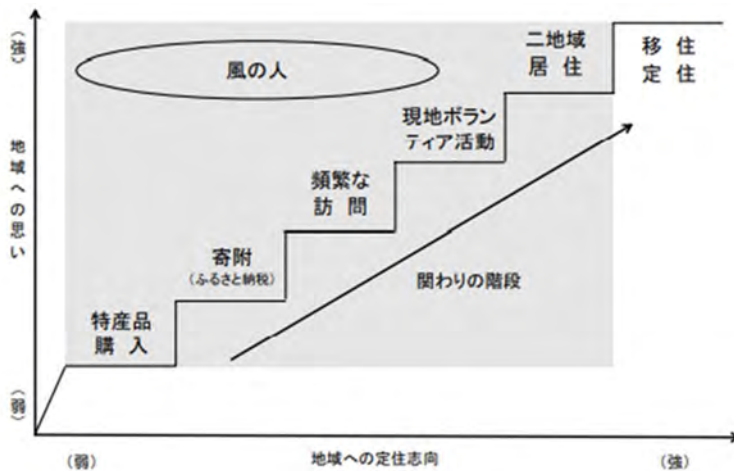 (強)
地域への思い
(弱)
風の人
二地域
居住
移住
定住
現地ボラン
ティア活動
頻繁な
訪問
寄附
(ふるさと納税)
関わりの階段
特産品
購入
(弱)
地域への定住志向
(強)